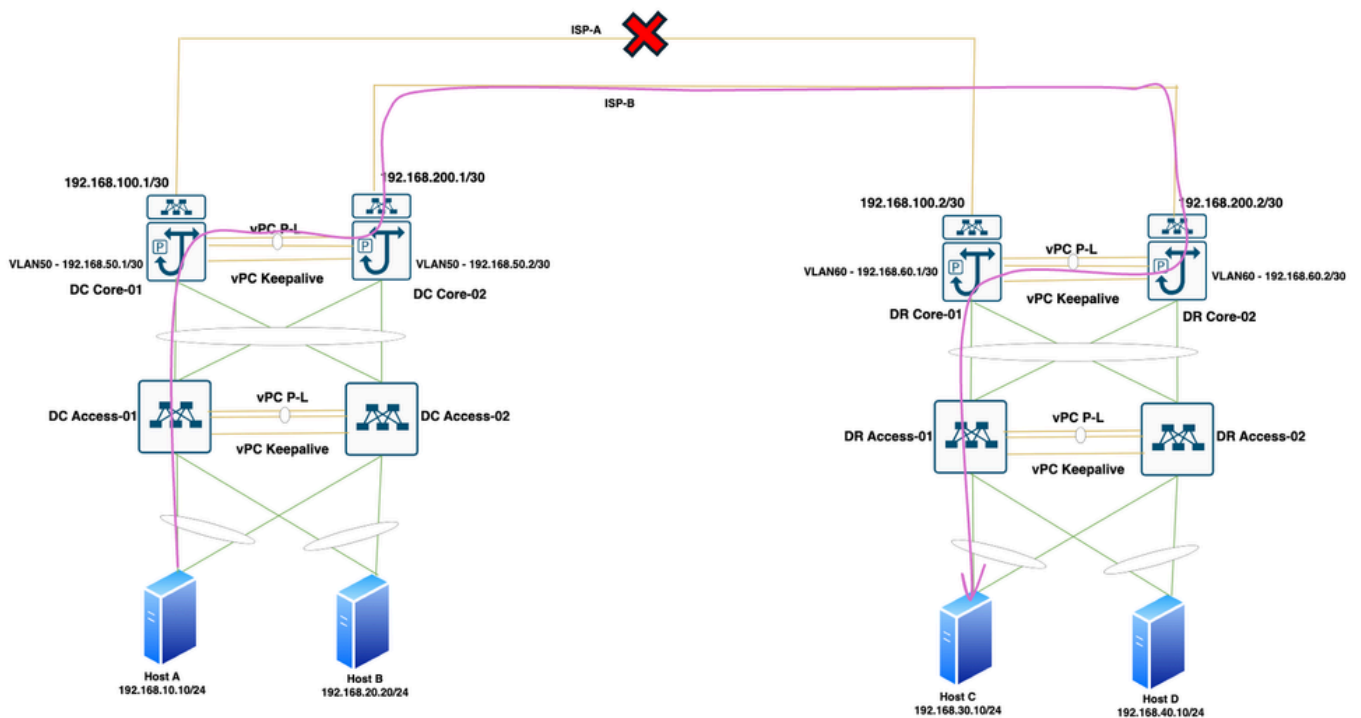 ISP-A
ISP-B
192.168.100.1/30
192.168.200.1/30
192.168.100.2/30
192.168.200.2/30
vPC P-L
P
P
VLAN50 - 192.168.50.1/30
VLAN50 - 192.168.50.2/30
vPC Keepalive
DC Core-01
DC Core-02
vPC P-L
P
P
VLAN60 - 192.168.60.1/30
VLAN60 - 192.168.60.2/30
vPC Keepalive
DR Core-01
DR Core-02
vPC P-L
DC Access-01
DC Access-02
vPC Keepalive
vPC P-L
DR Access-01
DR Access-02
vPC Keepalive
Host A
192.168.10.10/24
Host B
192.168.20.20/24
Host C
192.168.30.10/24
Host D
192.168.40.10/24